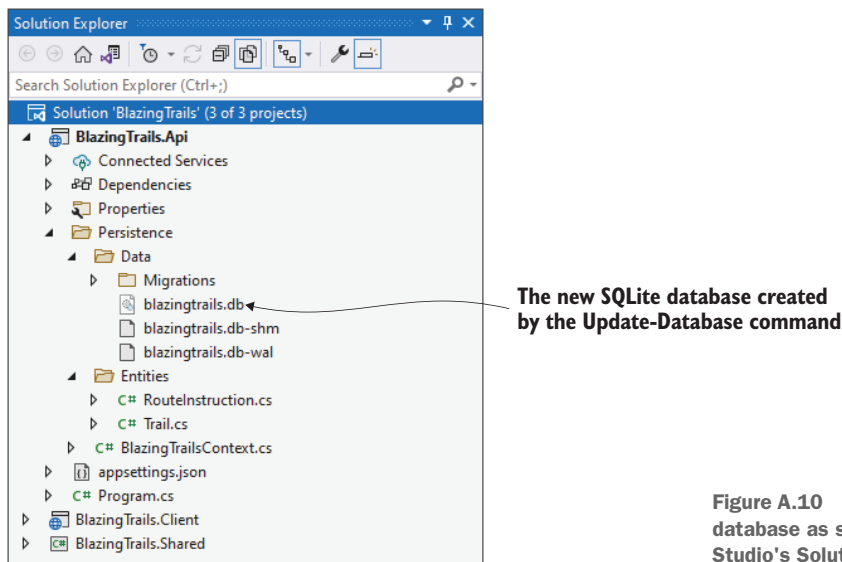 Solution Explorer
Search Solution Explorer (Ctrl+;)
Solution 'BlazingTrails' (3 of 3 projects)
BlazingTrails.Api
Connected Services
Dependencies
Properties
Persistence
Data
Migrations
blazingtrails.db
blazingtrails.db-shm
blazingtrails.db-wal
Entities
C# RouteInstruction.cs
C# Trail.cs
C# BlazingTrailsContext.cs
appsettings.json
C# Program.cs
BlazingTrails.Client
C# BlazingTrails.Shared
The new SQLite database created
by the Update-Database command
Figure A.10
database as s
Studio's Solut